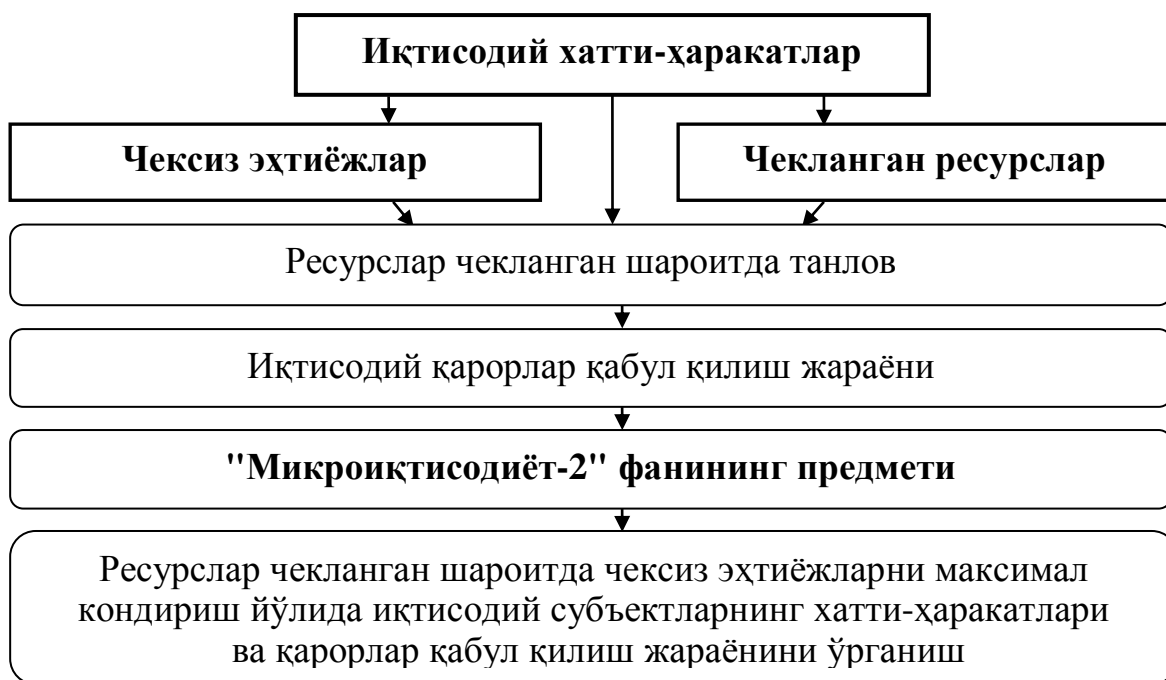 Иқтисодий хатти-ҳаракатлар
Чексиз эҳтиёжлар
Чекланган ресурслар
Ресурслар чекланган шароитда танлов
Иқтисодий қарорлар қабул қилиш жараёни
"Микроиқтисодиёт-2" фанининг предмети
Ресурслар чекланган шароитда чексиз эҳтиёжларни максимал
кондириш йўлида иқтисодий субъектларнинг хатти-ҳаракатлари
ва қарорлар қабул қилиш жараёнини ўрганиш